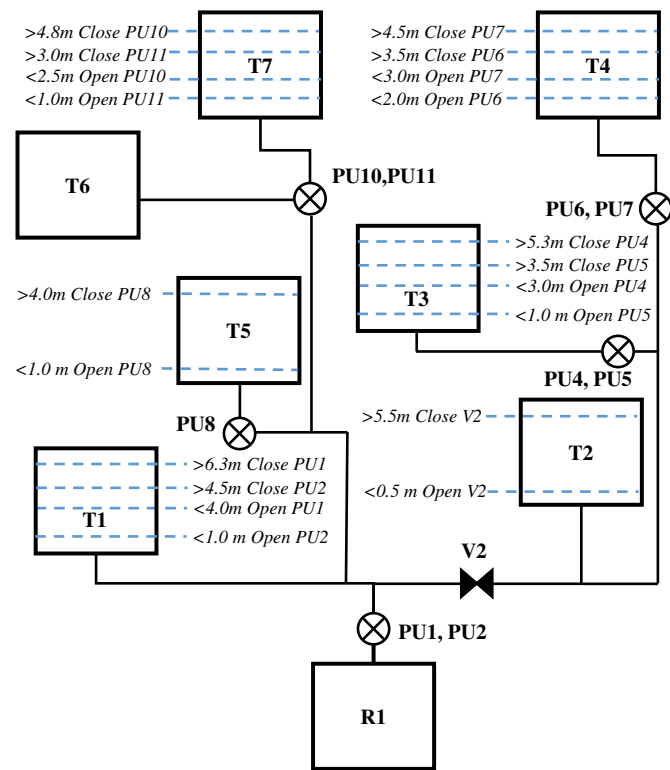 >4.8m Close PU10
>3.0m Close PU11
<2.5m Open PU10
<1.0m Open PU11
T7
>4.5m Close PU7
>3.5m Close PU6
<3.0m Open PU7
<2.0m Open PU6
T4
T6
PU10,PU11
PU6, PU7
>5.3m Close PU4
>3.5m Close PU5
<3.0m Open PU4
<1.0 m Open PU5
T3
>4.0m Close PU8
<1.0 m Open PU8
T5
PU4, PU5
PU8
>5.5m Close V2
<0.5 m Open V2
T2
>6.3m Close PU1
>4.5m Close PU2
<4.0m Open PU1
<1.0 m Open PU2
T1
V2
PU1, PU2
R1